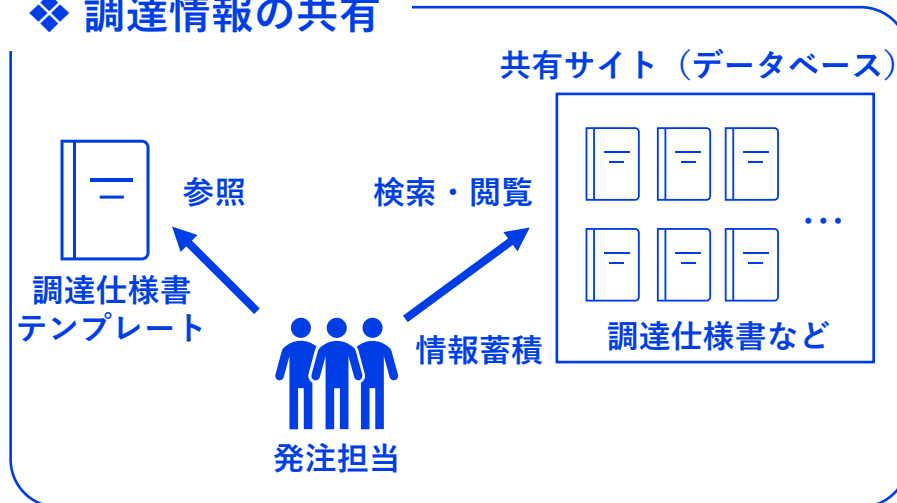 ❖ 調達情報の共有
共有サイト（データベース）
参照
検索・閲覧
…
調達仕様書
テンプレート
調達仕様書など
情報蓄積
発注担当